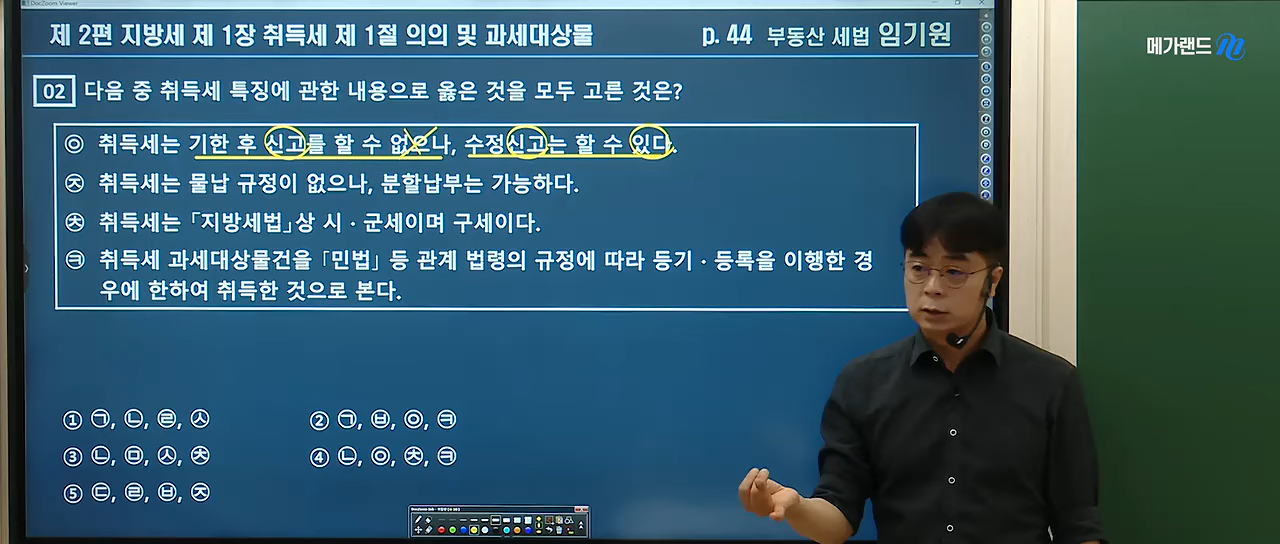 DocZoom Viewer
제 2편 지방세 제 1장 취득세 제 1절 의의 및 과세대상물
p. 44 부동산 세법 임기원
메가랜드
02 다음 중 취득세 특징에 관한 내용으로 옳은 것을 모두 고른 것은?
㉧ 취득세는 기한 후 신고를 할 수 없으나, 수정신고는 할 수 있다.
㉨ 취득세는 물납 규정이 없으나, 분할납부는 가능하다.
㉩ 취득세는 「지방세법」상 시 · 군세이며 구세이다.
㉪ 취득세 과세대상물건을 「민법」 등 관계 법령의 규정에 따라 등기 · 등록을 이행한 경
우에 한하여 취득한 것으로 본다.
① ㉠, ㉡, ㉣, ㉦
② ㉠, ㉥, ㉧, ㉪
③ ㉡, ㉤, ㉦, ㉩
④ ㉡, ㉧, ㉩, ㉪
⑤ ㉢, ㉣, ㉥, ㉨